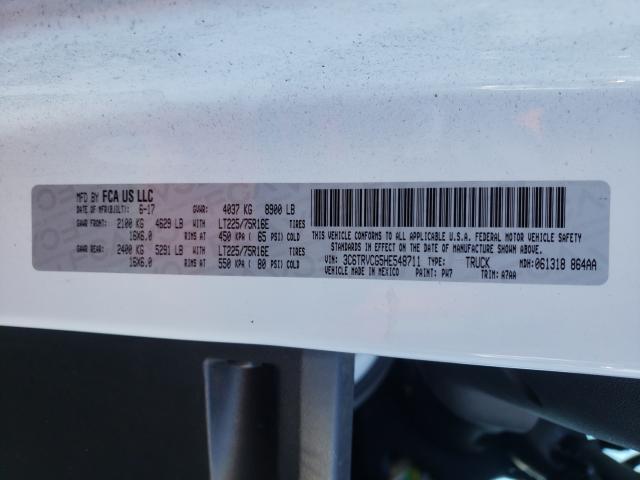 MFD BY FCA US LLC
DATE OF MFR(BUILT): 6-17 GVWR: 4037 KG 8900 LB
GAWR FRONT: 2100 KG 4629 LB WITH LT225/75R16E TIRES
16X6.0 RIMS AT 450 KPA ( 65 PSI) COLD
GAWR REAR: 2400 KG 5291 LB WITH LT225/75R16E TIRES
16X6.0 RIMS AT 550 KPA ( 80 PSI) COLD
THIS VEHICLE CONFORMS TO ALL APPLICABLE U.S.A. FEDERAL MOTOR VEHICLE SAFETY
STANDARDS IN EFFECT ON THE DATE OF MANUFACTURE SHOWN ABOVE.
VIN: 3C6TRVCG5HE548711 TYPE: TRUCK MDH: 061318 864AA
VEHICLE MADE IN MEXICO PAINT: PW7 TRIM: A7AA